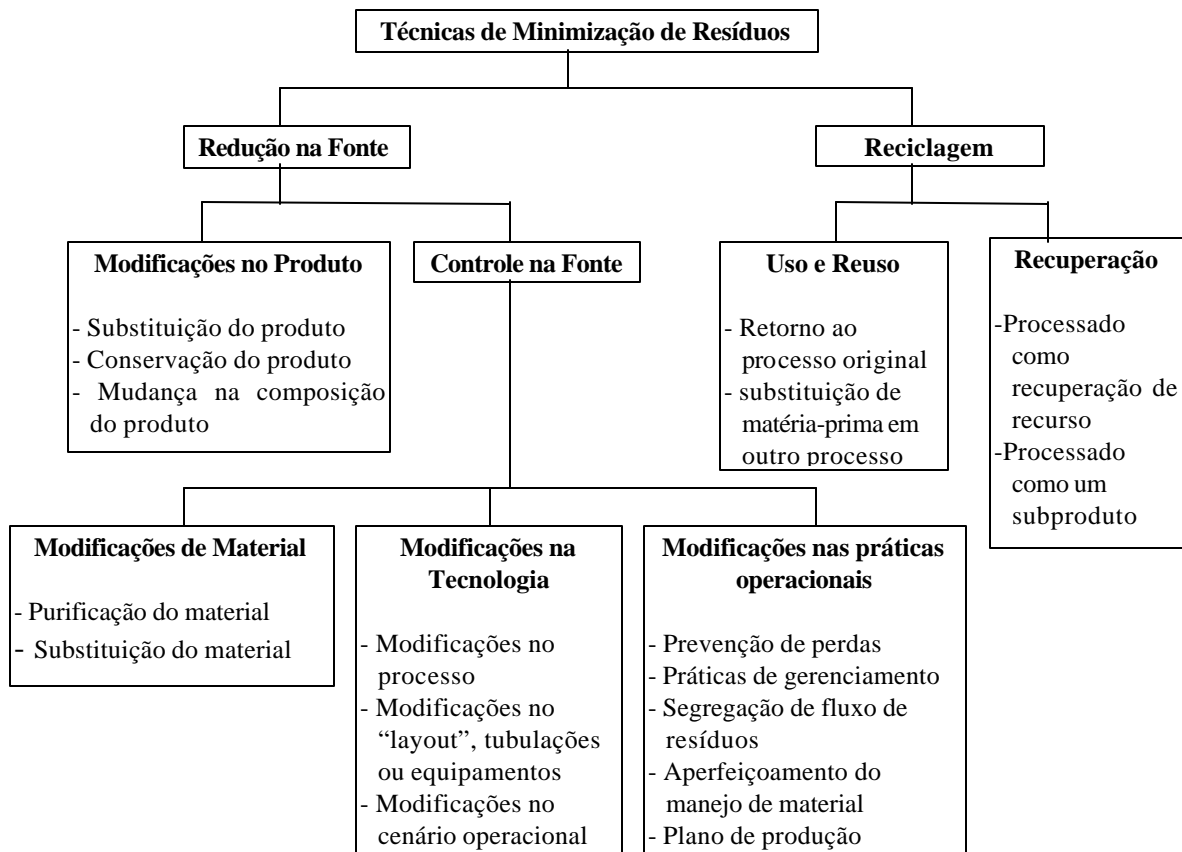 Técnicas de Minimização de Resíduos
Redução na Fonte
Reciclagem
Modificações no Produto
- Substituição do produto
- Conservação do produto
- Mudança na composição
do produto
Controle na Fonte
Uso e Reuso
- Retorno ao
processo original
- substituição de
matéria-prima em
outro processo
Recuperação
-Processado
como
recuperação de
recurso
-Processado
como um
subproduto
Modificações de Material
- Purificação do material
- Substituição do material
Modificações na
Tecnologia
- Modificações no
processo
- Modificações no
“layout”, tubulações
ou equipamentos
- Modificações no
cenário operacional
Modificações nas práticas
operacionais
- Prevenção de perdas
- Práticas de gerenciamento
- Segregação de fluxo de
resíduos
- Aperfeiçoamento do
manejo de material
- Plano de produção